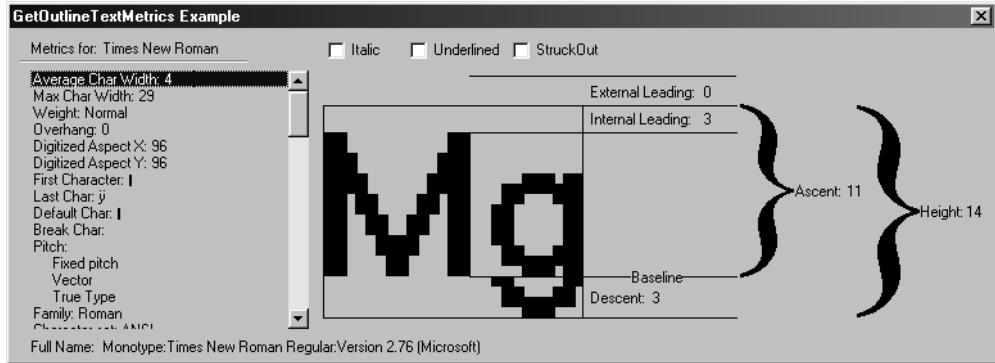 GetOutlineTextMetrics Example
Metrics for: Times New Roman
Italic
Underlined
StruckOut
Average Char Width: 4
Max Char Width: 29
Weight: Normal
Overhang: 0
Digitized Aspect X: 96
Digitized Aspect Y: 96
First Character:
Last Char: ÿ
Default Char:
Break Char:
Pitch:
Fixed pitch
Vector
True Type
Family: Roman
Mg
External Leading: 0
Internal Leading: 3
Ascent: 11
Height: 14
Baseline
Descent: 3
Full Name: Monotype:Times New Roman Regular:Version 2.76 (Microsoft)